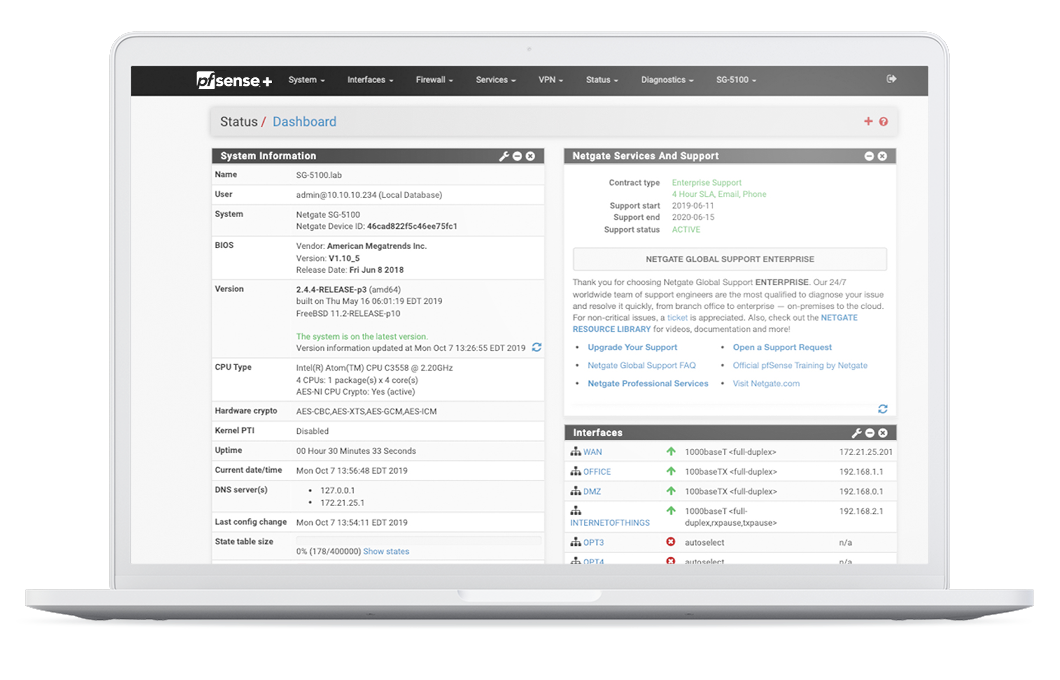 pfsense+
System
Interfaces
Firewall
Services
VPN
Status
Diagnostics
SG-5100
Status / Dashboard
System Information
Name SG-5100.lab
User admin@10.10.10.234 (Local Database)
System Netgate SG-5100
Netgate Device ID: 46cad822f5c46ee75fc1
BIOS Vendor: American Megatrends Inc.
Version: V1.10_5
Release Date: Fri Jun 8 2018
Version 2.4.4-RELEASE-p3 (amd64)
built on Thu May 16 06:01:19 EDT 2019
FreeBSD 11.2-RELEASE-p10
The system is on the latest version.
Version information updated at Mon Oct 7 13:26:55 EDT 2019
CPU Type Intel(R) Atom(TM) CPU C3558 @ 2.20GHz
4 CPUs: 1 package(s) x 4 core(s)
AES-NI CPU Crypto: Yes (active)
Hardware crypto AES-CBC,AES-XTS,AES-GCM,AES-ICM
Kernel PTI Disabled
Uptime 00 Hour 30 Minutes 33 Seconds
Current date/time Mon Oct 7 13:56:48 EDT 2019
DNS server(s) • 127.0.0.1
• 172.21.25.1
Last config change Mon Oct 7 13:54:11 EDT 2019
State table size
0% (178/400000) Show states
Netgate Services And Support
Contract type Enterprise Support
4 Hour SLA, Email, Phone
Support start 2019-06-11
Support end 2020-06-15
Support status ACTIVE
NETGATE GLOBAL SUPPORT ENTERPRISE
Thank you for choosing Netgate Global Support ENTERPRISE. Our 24/7
worldwide team of support engineers are the most qualified to diagnose your issue
and resolve it quickly, from branch office to enterprise — on-premises to the cloud.
For non-critical issues, a ticket is appreciated. Also, check out the NETGATE
RESOURCE LIBRARY for videos, documentation and more!
• Upgrade Your Support • Open a Support Request
• Netgate Global Support FAQ • Official pfSense Training by Netgate
• Netgate Professional Services • Visit Netgate.com
Interfaces
WAN 1000baseT <full-duplex> 172.21.25.201
OFFICE 100baseTX <full-duplex> 192.168.1.1
DMZ 100baseTX <full-duplex> 192.168.0.1
INTERNETOFTHINGS 1000baseT <full-
duplex,rxpause,txpause> 192.168.2.1
OPT3 autoselect n/a
OPT4 autoselect n/a